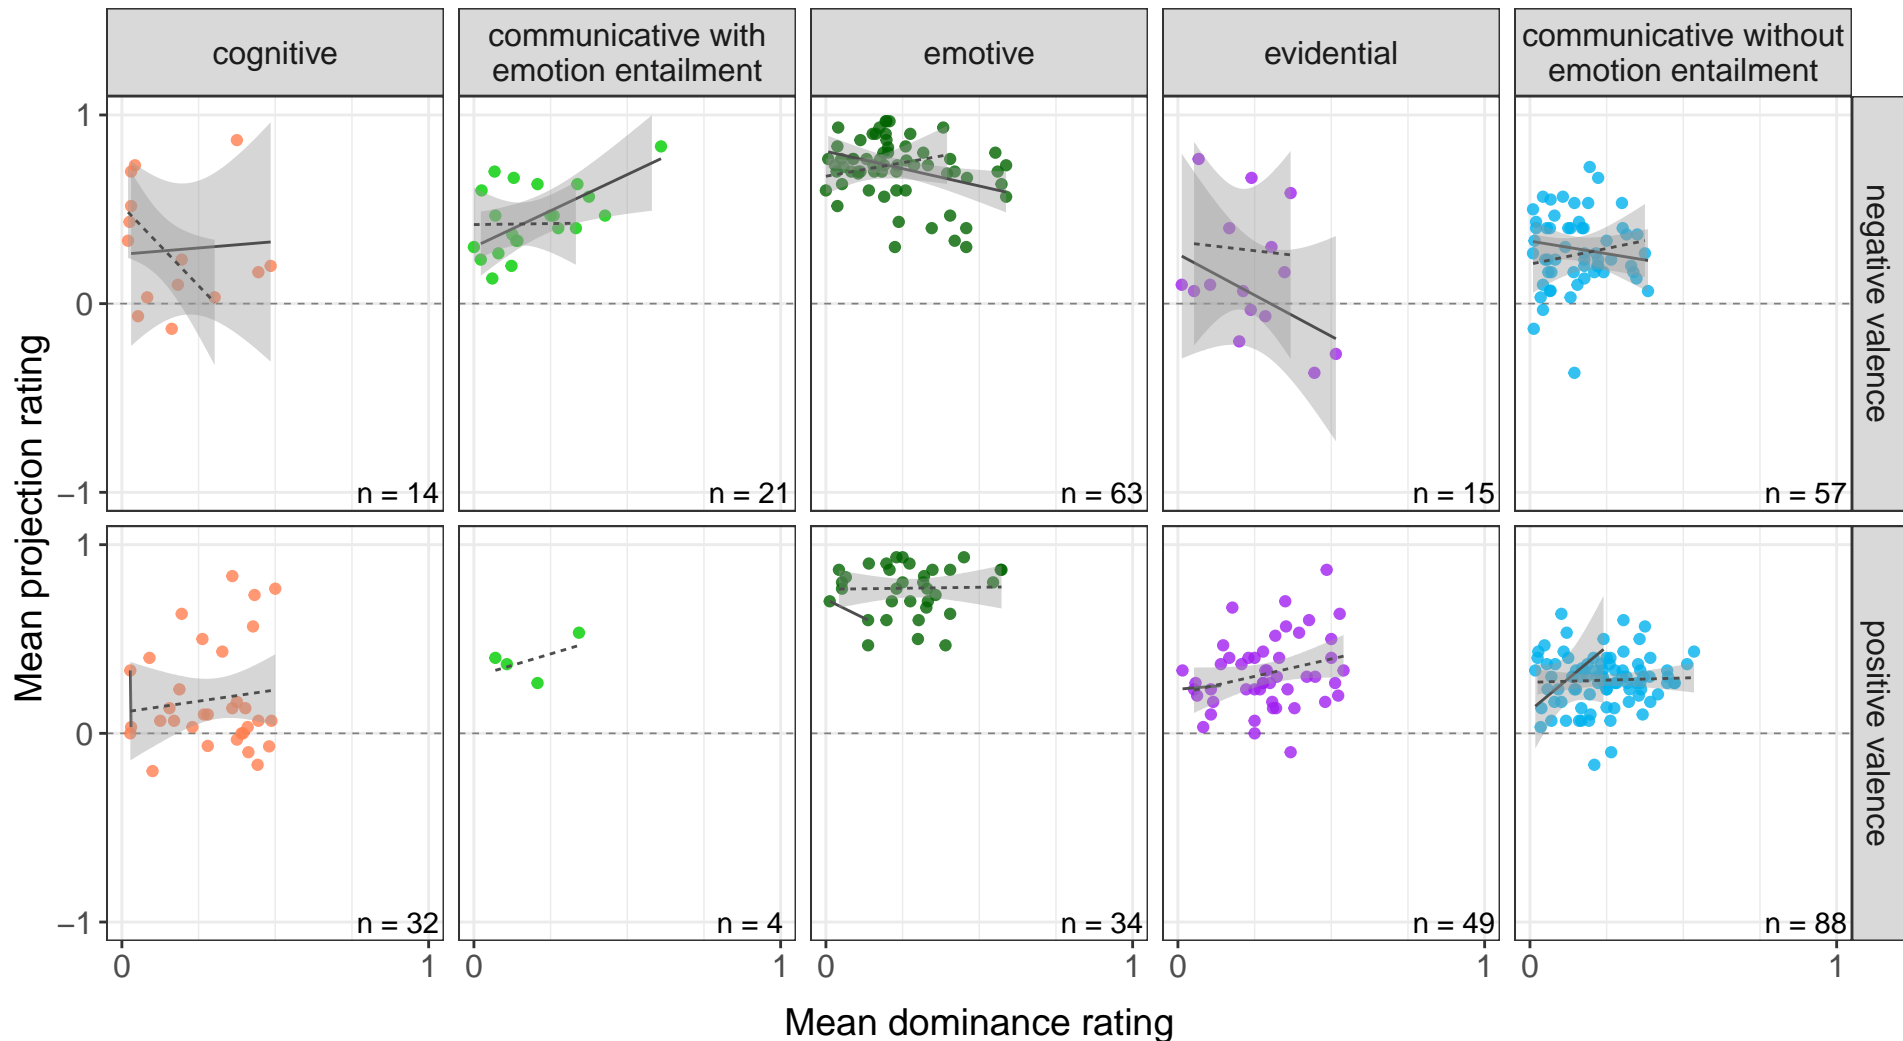 cognitive
communicative with
emotion entailment
emotive
evidential
communicative without
emotion entailment
1
0
−1
n = 14
n = 21
n = 63
n = 15
n = 57
negative valence
1
0
−1
n = 32
n = 4
n = 34
n = 49
n = 88
positive valence
0 1
0 1
0 1
0 1
0 1
Mean projection rating
Mean dominance rating